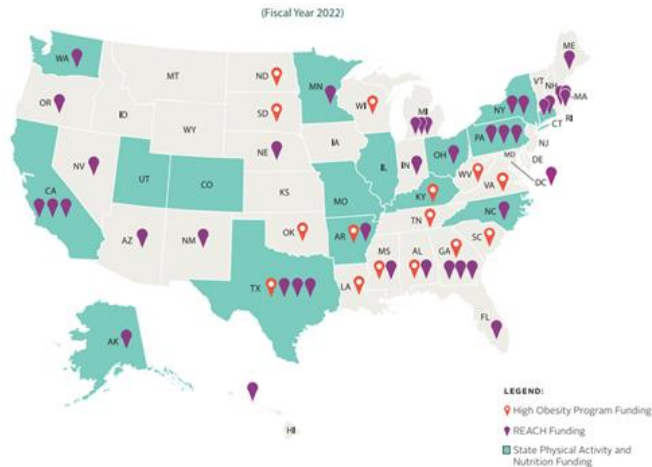 (Fiscal Year 2022)
WA
MT
ND
MN
ME
VT
NH
MA
OR
ID
SD
WI
MI
NY
RI
CT
WY
IA
PA
NJ
NV
NE
IL
IN
OH
MD
DE
CA
UT
CO
KS
MO
WV
VA
DC
KY
NC
TN
AZ
NM
OK
AR
SC
MS
AL
GA
TX
LA
FL
AK
HI
LEGEND:
High Obesity Program Funding
REACH Funding
State Physical Activity and
Nutrition Funding